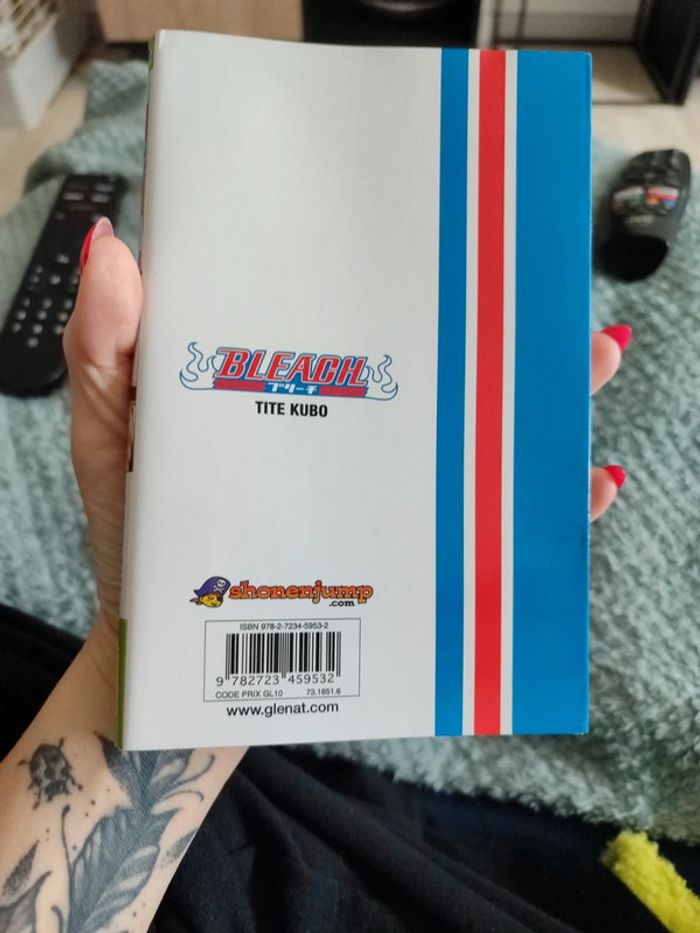 BLEACH
ブリーチ
TITE KUBO
shonenjump
.com
ISBN 978-2-7234-5953-2
9 782723 459532
CODE PRIX GL10 73.1651.6
www.glenat.com